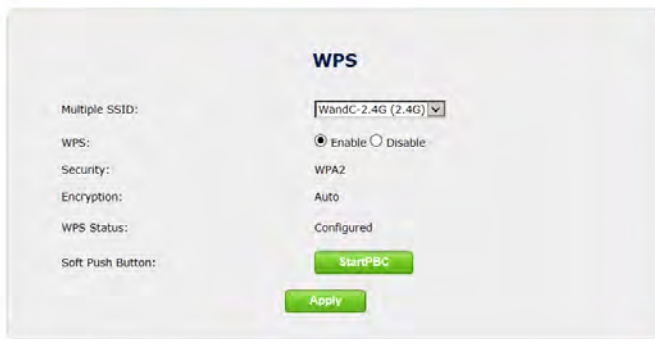 WPS
Multiple SSID: WandC-2.4G (2.4G)
WPS: Enable Disable
Security: WPA2
Encryption: Auto
WPS Status: Configured
Soft Push Button: StartPBC
Apply